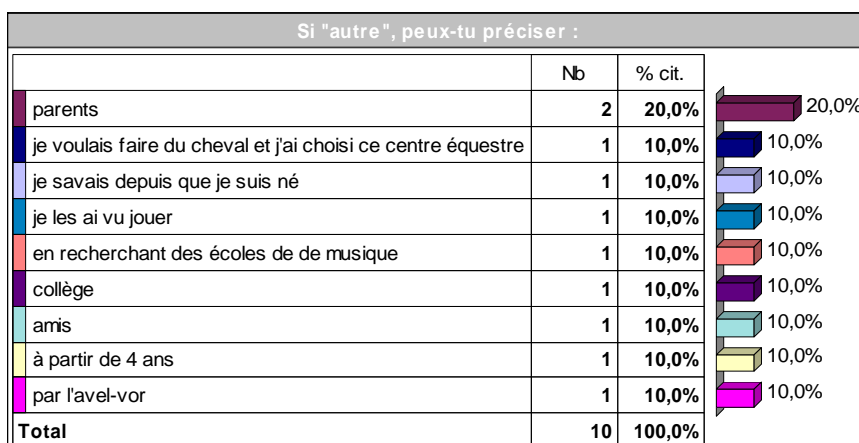 Si "autre", peux-tu préciser :
Nb % cit.
parents 2 20,0% 20,0%
je voulais faire du cheval et j'ai choisi ce centre équestre 1 10,0% 10,0%
je savais depuis que je suis né 1 10,0% 10,0%
je les ai vu jouer 1 10,0% 10,0%
en recherchant des écoles de de musique 1 10,0% 10,0%
collège 1 10,0% 10,0%
amis 1 10,0% 10,0%
à partir de 4 ans 1 10,0% 10,0%
par l'avel-vor 1 10,0% 10,0%
Total 10 100,0%